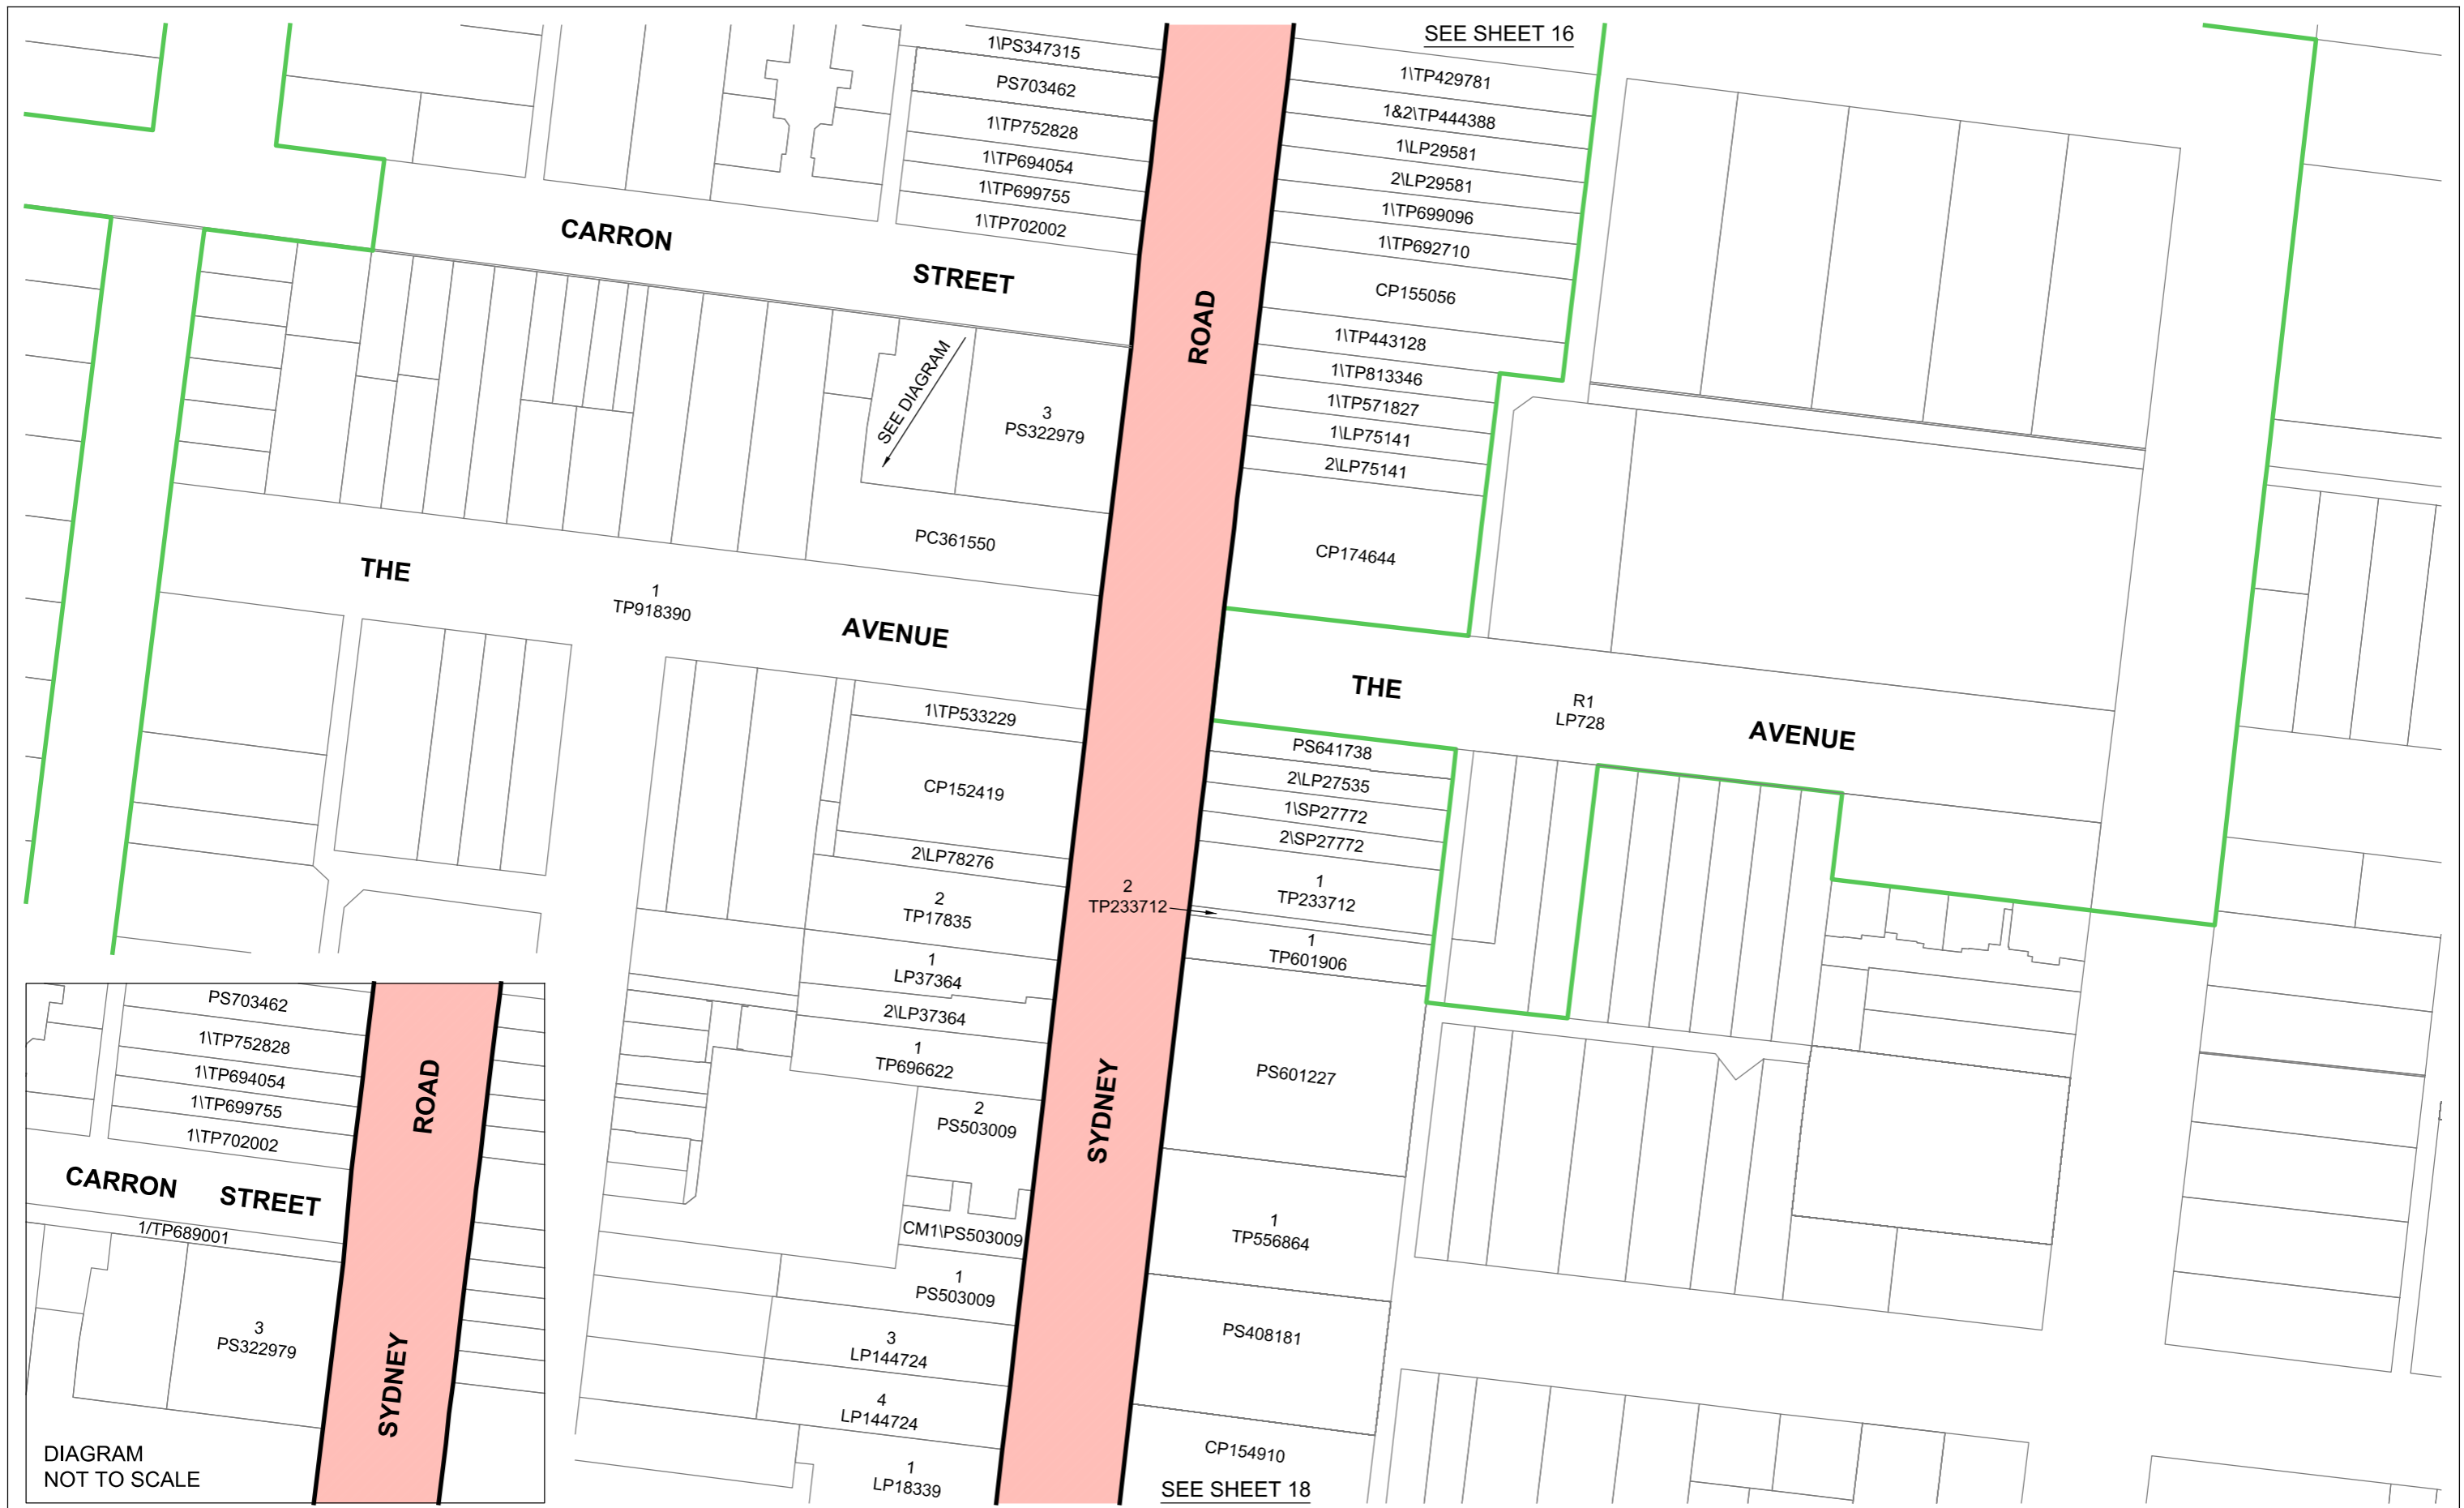 SEE SHEET 16
1\PS347315
PS703462
1\TP752828
1\TP694054
1\TP699755
1\TP702002
CARRON
STREET
ROAD
1\TP429781
1&2\TP444388
1\LP29581
2\LP29581
1\TP699096
1\TP692710
CP155056
1\TP443128
1\TP813346
1\TP571827
1\LP75141
2\LP75141
CP174644
SEE DIAGRAM
3
PS322979
PC361550
THE
1
TP918390
AVENUE
THE
R1
LP728
AVENUE
1\TP533229
CP152419
2\LP78276
2
TP17835
1
LP37364
2\LP37364
1
TP696622
2
PS503009
CM1\PS503009
1
PS503009
3
LP144724
4
LP144724
1
LP18339
2
TP233712
SYDNEY
PS641738
2\LP27535
1\SP27772
2\SP27772
1
TP233712
1
TP601906
PS601227
1
TP556864
PS408181
CP154910
SEE SHEET 18
PS703462
1\TP752828
1\TP694054
1\TP699755
1\TP702002
ROAD
CARRON STREET
1/TP689001
3
PS322979
SYDNEY
DIAGRAM
NOT TO SCALE